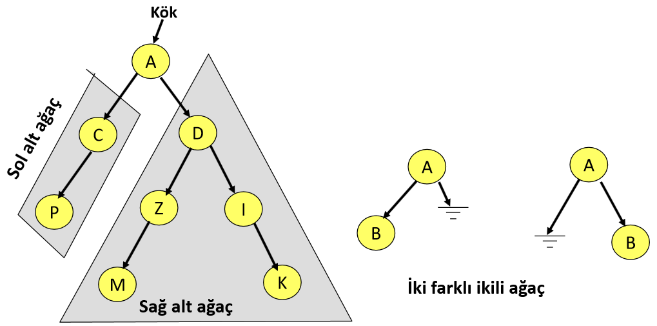 Kök
A
Sol alt ağaç
C
D
P
Z
I
M
K
Sağ alt ağaç
A
B
A
B
İki farklı ikili ağaç